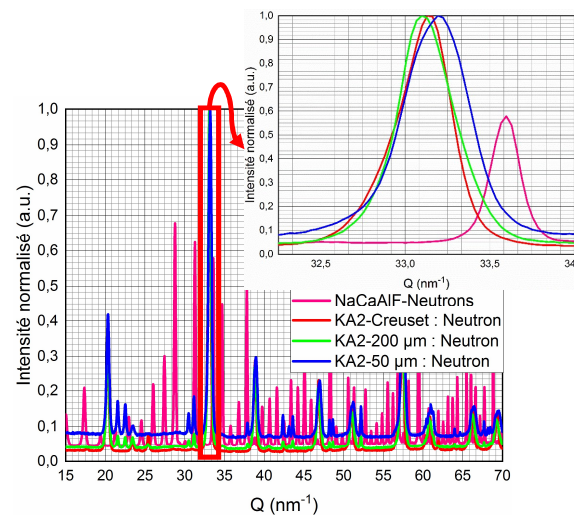 1,0
0,9
0,8
0,7
0,6
0,5
0,4
0,3
0,2
0,1
0,0
Intensité normalisé (a.u.)
32,5 33,0 33,5 34
Q (nm-1)
1,0
0,9
0,8
0,7
0,6
0,5
0,4
0,3
0,2
0,1
0,0
Intensité normalisé (a.u.)
NaCaAlF-Neutrons
KA2-Creuset : Neutron
KA2-200 µm : Neutron
KA2-50 µm : Neutron
15 20 25 30 35 40 45 50 55 60 65 70
Q (nm-1)